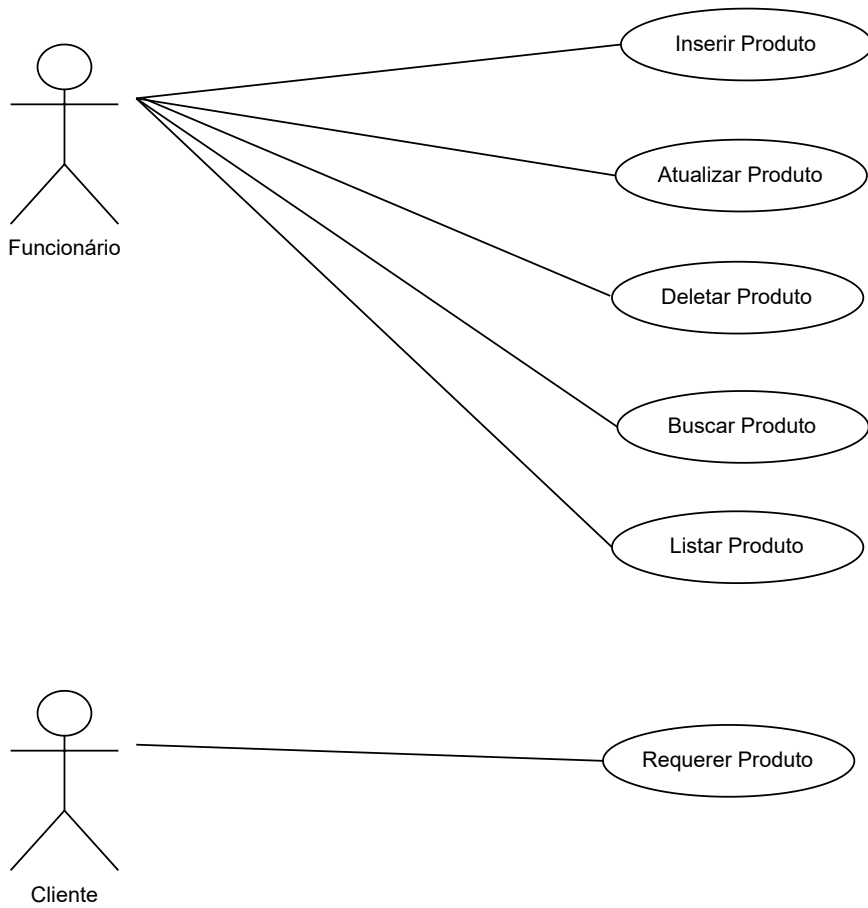 Inserir Produto
Atualizar Produto
Funcionário
Deletar Produto
Buscar Produto
Listar Produto
Requerer Produto
Cliente